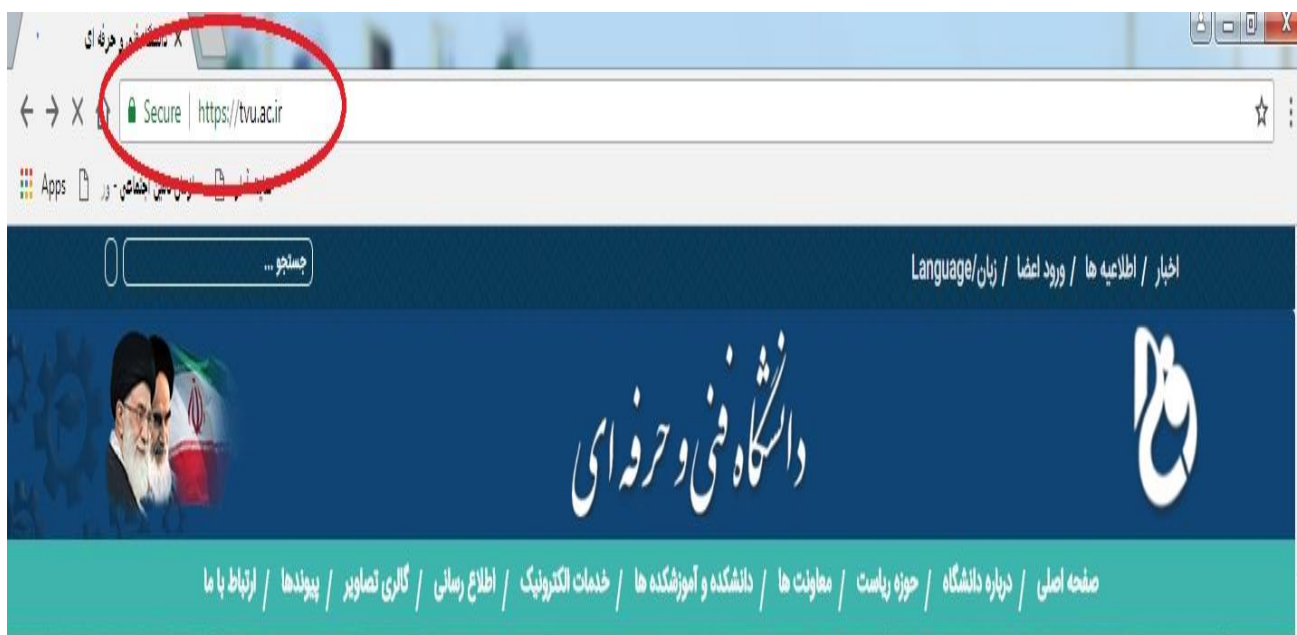 دانشگاه فنی و حرفه ای
Secure | https://tvu.ac.ir
Apps
اخبار / اطلاعیه ها / ورود اعضا / زبان/Language
جستجو ...
دانشگاه فنی و حرفه ای
صفحه اصلی / درباره دانشگاه / حوزه ریاست / معاونت ها / دانشکده و آموزشکده ها / خدمات الکترونیک / اطلاع رسانی / گالری تصاویر / پیوندها / ارتباط با ما